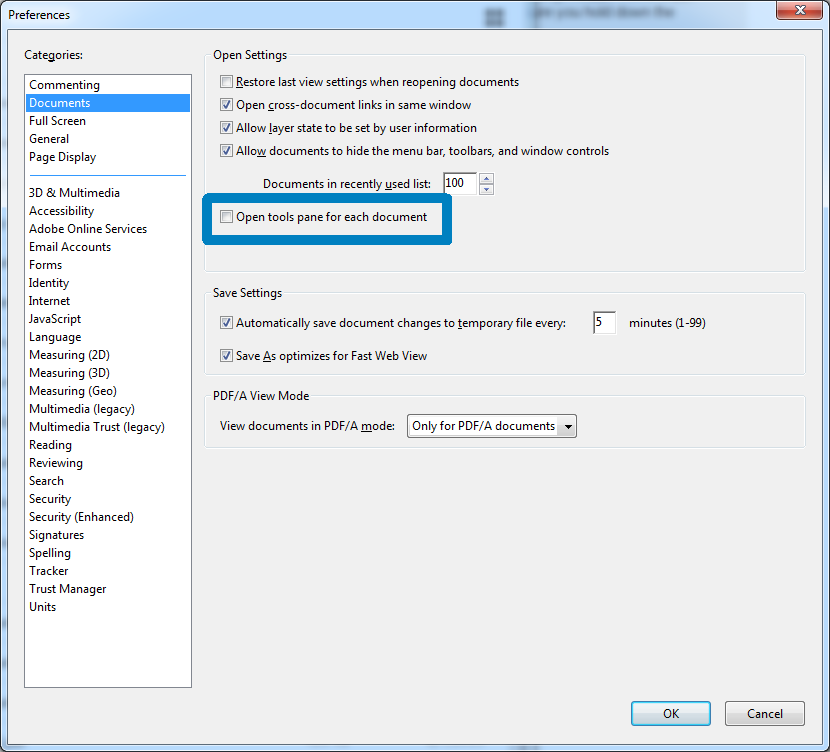 Preferences
Categories:
Commenting
Documents
Full Screen
General
Page Display
3D & Multimedia
Accessibility
Adobe Online Services
Email Accounts
Forms
Identity
Internet
JavaScript
Language
Measuring (2D)
Measuring (3D)
Measuring (Geo)
Multimedia (legacy)
Multimedia Trust (legacy)
Reading
Reviewing
Search
Security
Security (Enhanced)
Signatures
Spelling
Tracker
Trust Manager
Units
Open Settings
Restore last view settings when reopening documents
Open cross-document links in same window
Allow layer state to be set by user information
Allow documents to hide the menu bar, toolbars, and window controls
Documents in recently used list: 100
Open tools pane for each document
Save Settings
Automatically save document changes to temporary file every: 5 minutes (1-99)
Save As optimizes for Fast Web View
PDF/A View Mode
View documents in PDF/A mode: Only for PDF/A documents
OK Cancel